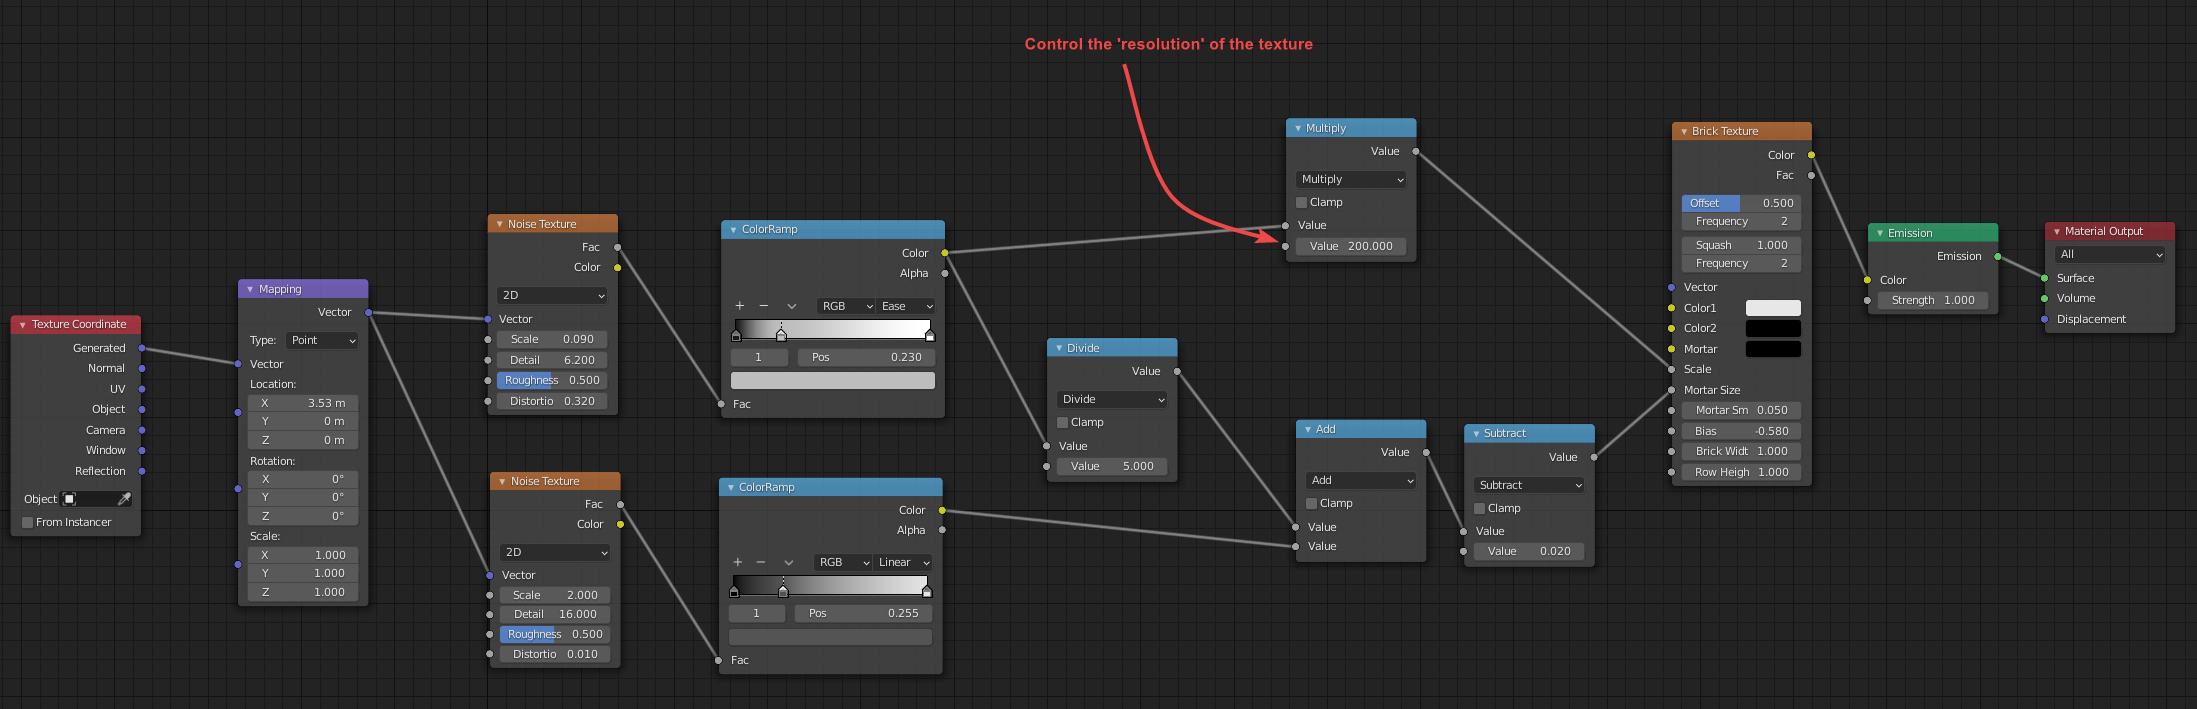 Control the 'resolution' of the texture
Texture Coordinate
Generated
Normal
UV
Object
Camera
Window
Reflection
Object
From Instancer
Mapping
Vector
Type: Point
Vector
Location:
X 3.53 m
Y 0 m
Z 0 m
Rotation:
X 0°
Y 0°
Z 0°
Scale:
X 1.000
Y 1.000
Z 1.000
Noise Texture
Fac
Color
2D
Vector
Scale 0.090
Detail 6.200
Roughness 0.500
Distortio 0.320
Noise Texture
Fac
Color
2D
Vector
Scale 2.000
Detail 16.000
Roughness 0.500
Distortio 0.010
ColorRamp
Color
Alpha
+ − RGB Ease
1 Pos 0.230
Fac
ColorRamp
Color
Alpha
+ − RGB Linear
1 Pos 0.255
Fac
Divide
Value
Divide
Clamp
Value
Value 5.000
Multiply
Value
Multiply
Clamp
Value
Value 200.000
Add
Value
Add
Clamp
Value
Value
Subtract
Value
Subtract
Clamp
Value
Value 0.020
Brick Texture
Color
Fac
Offset 0.500
Frequency 2
Squash 1.000
Frequency 2
Vector
Color1
Color2
Mortar
Scale
Mortar Size
Mortar Sm 0.050
Bias -0.580
Brick Widt 1.000
Row Heigh 1.000
Emission
Emission
Color
Strength 1.000
Material Output
All
Surface
Volume
Displacement